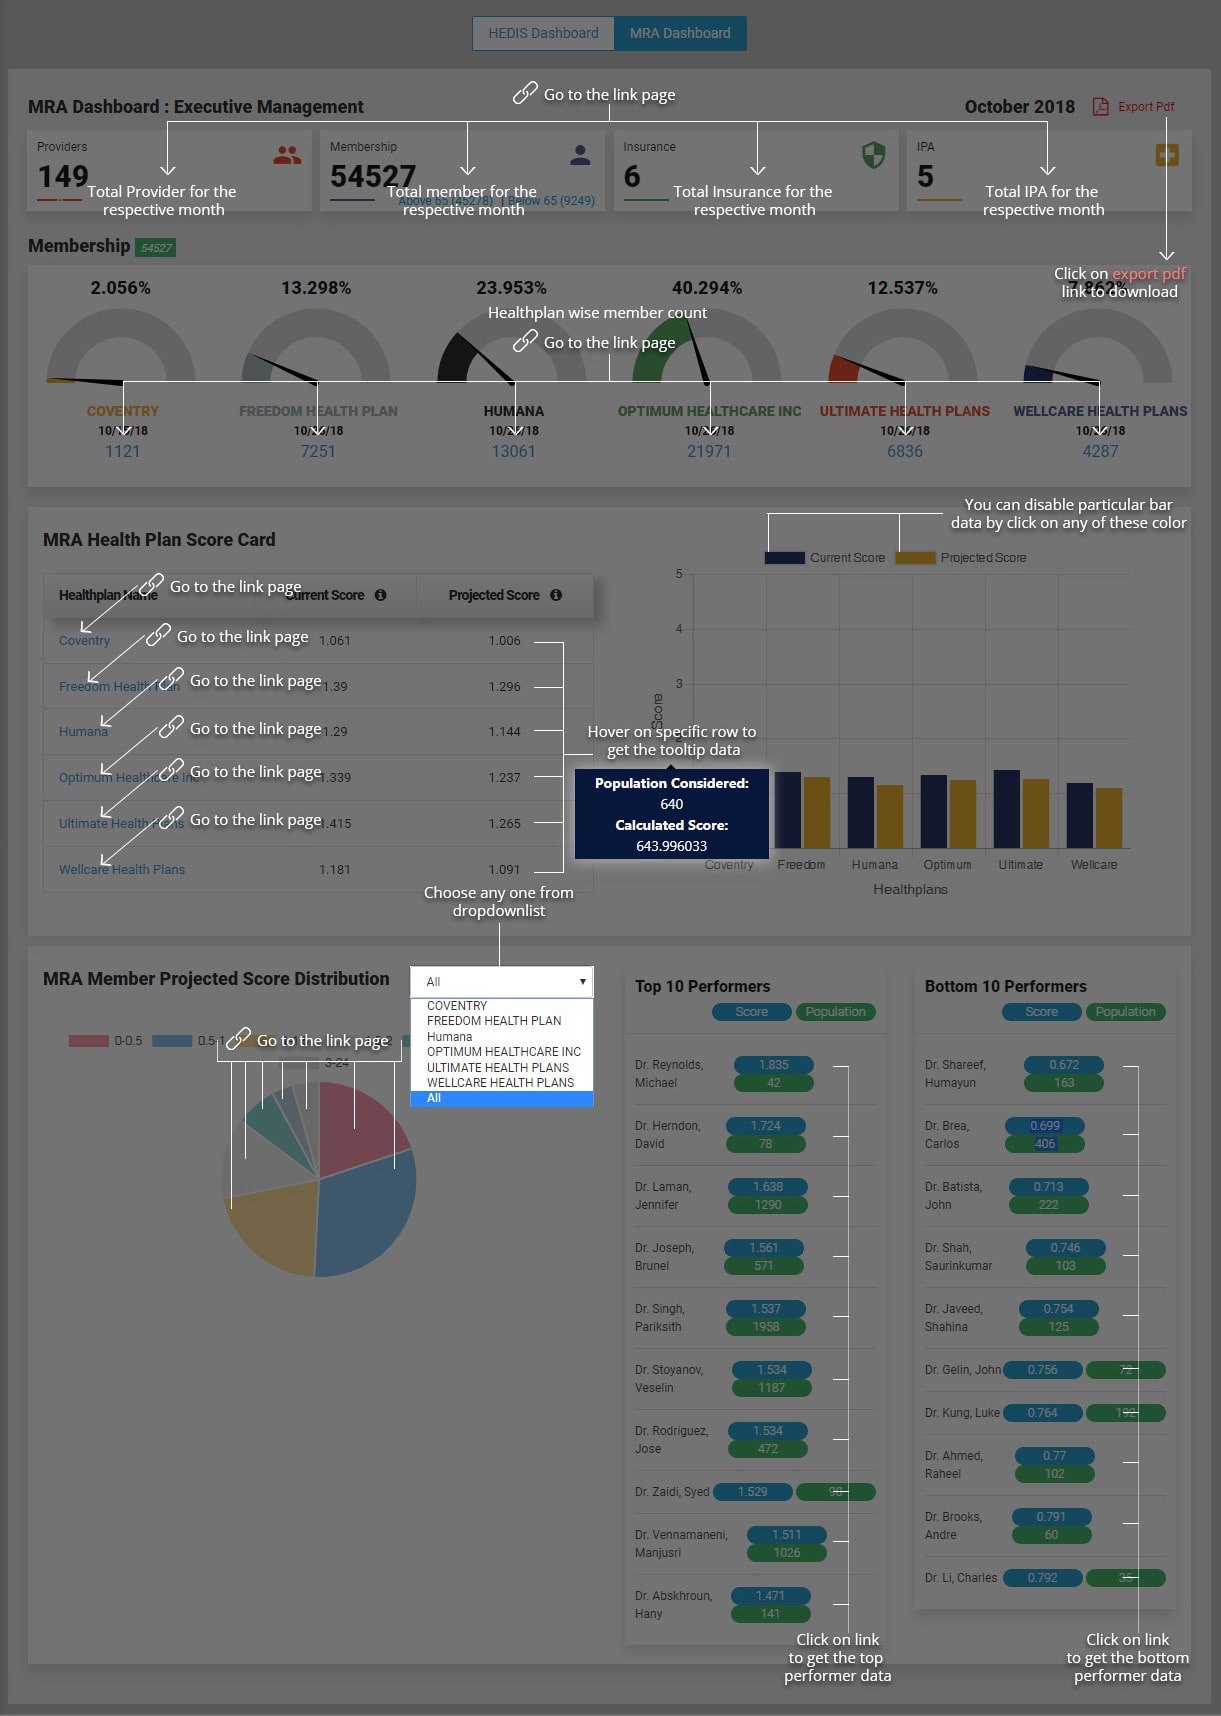 HEDIS Dashboard
MRA Dashboard
MRA Dashboard : Executive Management
Go to the link page
October 2018
Export Pdf
Providers
149
Total Provider for the
respective month
Membership
54527
Above 65 (45278) | Below 65 (9249)
Total member for the
respective month
Insurance
6
Total Insurance for the
respective month
IPA
5
Total IPA for the
respective month
Membership 54527
Click on export pdf
link to download
2.056%
13.298%
23.953%
40.294%
12.537%
7.862%
Healthplan wise member count
Go to the link page
COVENTRY
FREEDOM HEALTH PLAN
HUMANA
OPTIMUM HEALTHCARE INC
ULTIMATE HEALTH PLANS
WELLCARE HEALTH PLANS
1121
7251
13061
21971
6836
4287
MRA Health Plan Score Card
You can disable particular bar
data by click on any of these color
Current Score
Projected Score
Healthplan Name
Go to the link page
Current Score
Projected Score
Coventry
Go to the link page
1.061
1.006
Freedom Health Plan
Go to the link page
1.39
1.296
Humana
Go to the link page
1.29
1.144
Optimum Healthcare Inc
Go to the link page
1.339
1.237
Ultimate Health Plans
Go to the link page
1.415
1.265
Wellcare Health Plans
1.181
1.091
Hover on specific row to
get the tooltip data
Population Considered:
640
Calculated Score:
643.996033
5
4
3
2
Score
Coventry
Freedom
Humana
Optimum
Ultimate
Wellcare
Healthplans
Choose any one from
dropdownlist
MRA Member Projected Score Distribution
All
COVENTRY
FREEDOM HEALTH PLAN
Humana
OPTIMUM HEALTHCARE INC
ULTIMATE HEALTH PLANS
WELLCARE HEALTH PLANS
All
0-0.5
0.5-1
Go to the link page
3-24
Top 10 Performers
Score
Population
Dr. Reynolds,
Michael
1.835
42
Dr. Herndon,
David
1.724
78
Dr. Laman,
Jennifer
1.638
1290
Dr. Joseph,
Brunel
1.561
571
Dr. Singh,
Pariksith
1.537
1958
Dr. Stoyanov,
Veselin
1.534
1187
Dr. Rodriguez,
Jose
1.534
472
Dr. Zaidi, Syed
1.529
98
Dr. Vennamaneni,
Manjusri
1.511
1026
Dr. Abskhroun,
Hany
1.471
141
Click on link
to get the top
performer data
Bottom 10 Performers
Score
Population
Dr. Shareef,
Humayun
0.672
163
Dr. Brea,
Carlos
0.699
406
Dr. Batista,
John
0.713
222
Dr. Shah,
Saurinkumar
0.746
103
Dr. Javeed,
Shahina
0.754
125
Dr. Gelin, John
0.756
72
Dr. Kung, Luke
0.764
192
Dr. Ahmed,
Raheel
0.77
102
Dr. Brooks,
Andre
0.791
60
Dr. Li, Charles
0.792
35
Click on link
to get the bottom
performer data